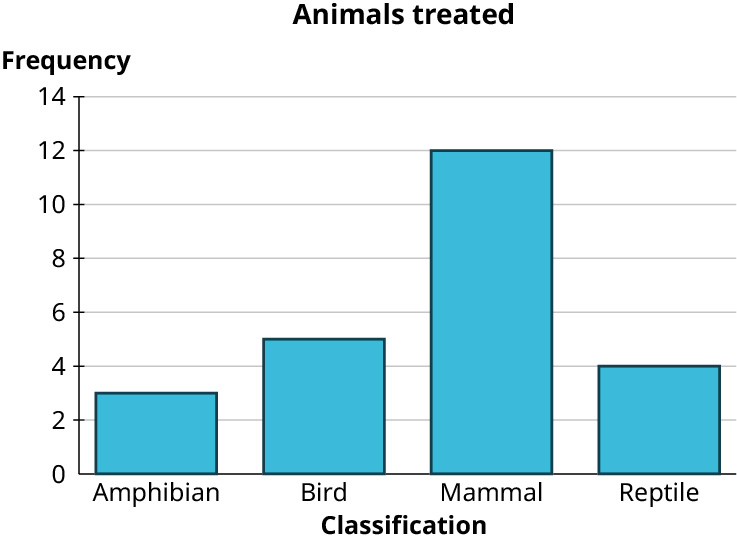 Animals treated
Frequency
14
12
10
8
6
4
2
0
Amphibian Bird Mammal Reptile
Classification